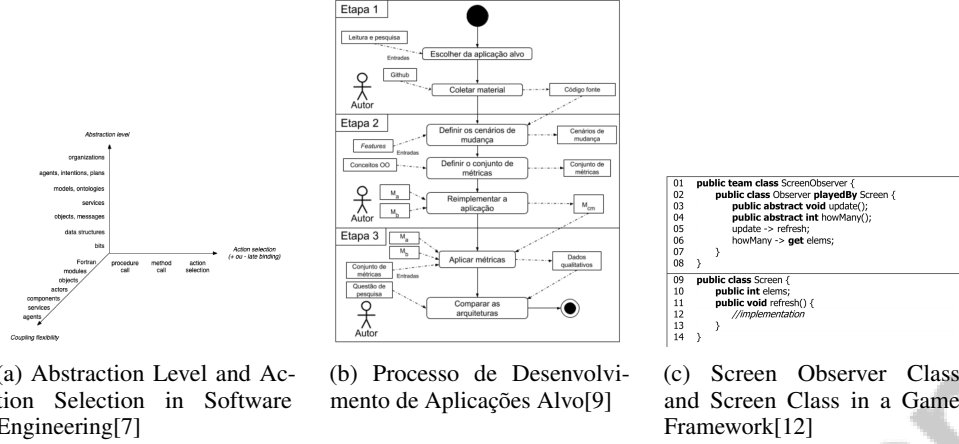 Abstraction level
organizations
agents, intentions, plans
models, ontologies
services
objects, messages
data structures
bits
Fortran
modules
objects
actors
components
services
agents
Coupling flexibility
procedure
call
method
call
action
selection
Action selection
(+ ou - late binding)
Etapa 1
Leitura e pesquisa
Entradas
Escolher da aplicação alvo
Github
Coletar material
Código fonte
Autor
Etapa 2
Definir os cenários de
mudança
Cenários de
mudança
Features
Entradas
Conceitos OO
Definir o conjunto de
métricas
Conjunto de
métricas
Ma
Mb
Reimplementar a
aplicação
Mcm
Autor
Etapa 3
Ma
Mb
Aplicar métricas
Dados
qualitativos
Conjunto de
métricas
Entradas
Questão de
pesquisa
Comparar as
arquiteturas
Autor
01 public team class ScreenObserver {
02 public class Observer playedBy Screen {
03 public abstract void update();
04 public abstract int howMany();
05 update -> refresh;
06 howMany -> get elems;
07 }
08 }
09 public class Screen {
10 public int elems;
11 public void refresh() {
12 //implementation
13 }
14 }
(a) Abstraction Level and Ac-
tion Selection in Software
Engineering[7]
(b) Processo de Desenvolvi-
mento de Aplicações Alvo[9]
(c) Screen Observer Class
and Screen Class in a Game
Framework[12]